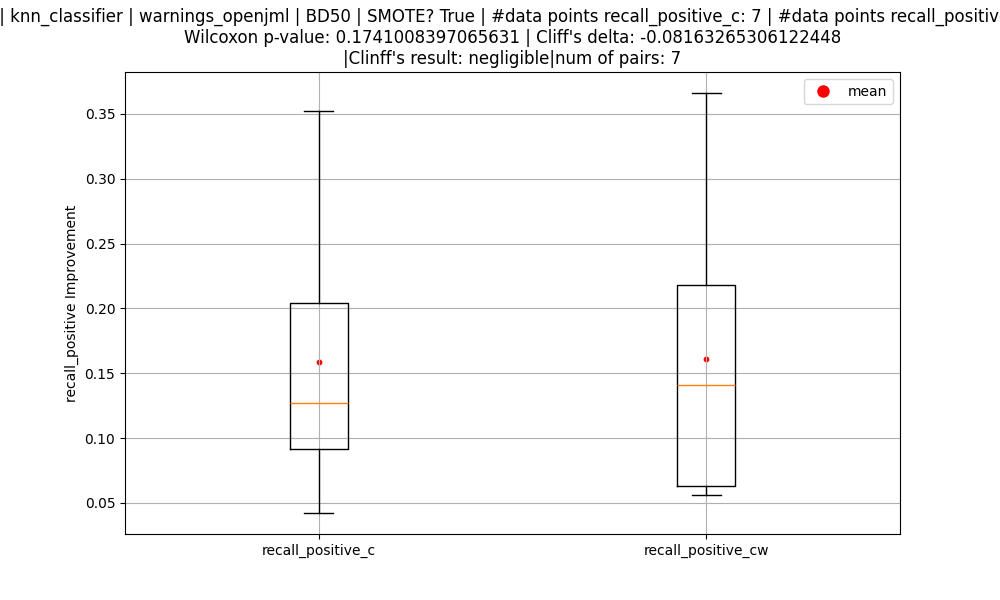 | knn_classifier | warnings_openjml | BD50 | SMOTE? True | #data points recall_positive_c: 7 | #data points recall_positiv
Wilcoxon p-value: 0.1741008397065631 | Cliff's delta: -0.08163265306122448
|Clinff's result: negligible|num of pairs: 7
mean
0.35
0.30
0.25
0.20
0.15
0.10
0.05
recall_positive Improvement
recall_positive_c
recall_positive_cw